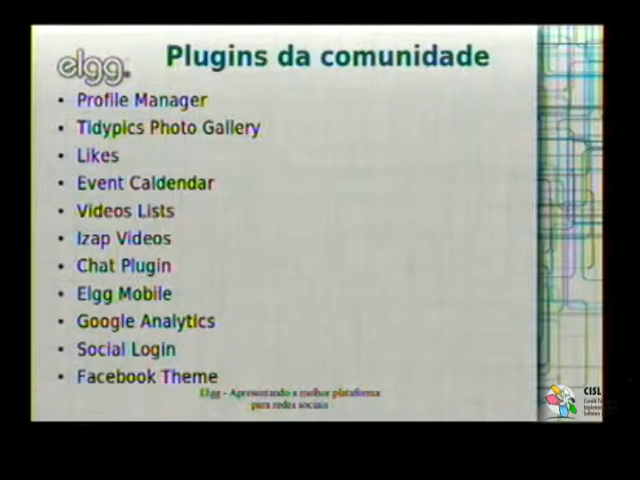 elgg.
Plugins da comunidade
• Profile Manager
• Tidypics Photo Gallery
• Likes
• Event Caldendar
• Videos Lists
• Izap Videos
• Chat Plugin
• Elgg Mobile
• Google Analytics
• Social Login
• Facebook Theme
Elgg - Apresentando a melhor plataforma
para redes sociais
CISL